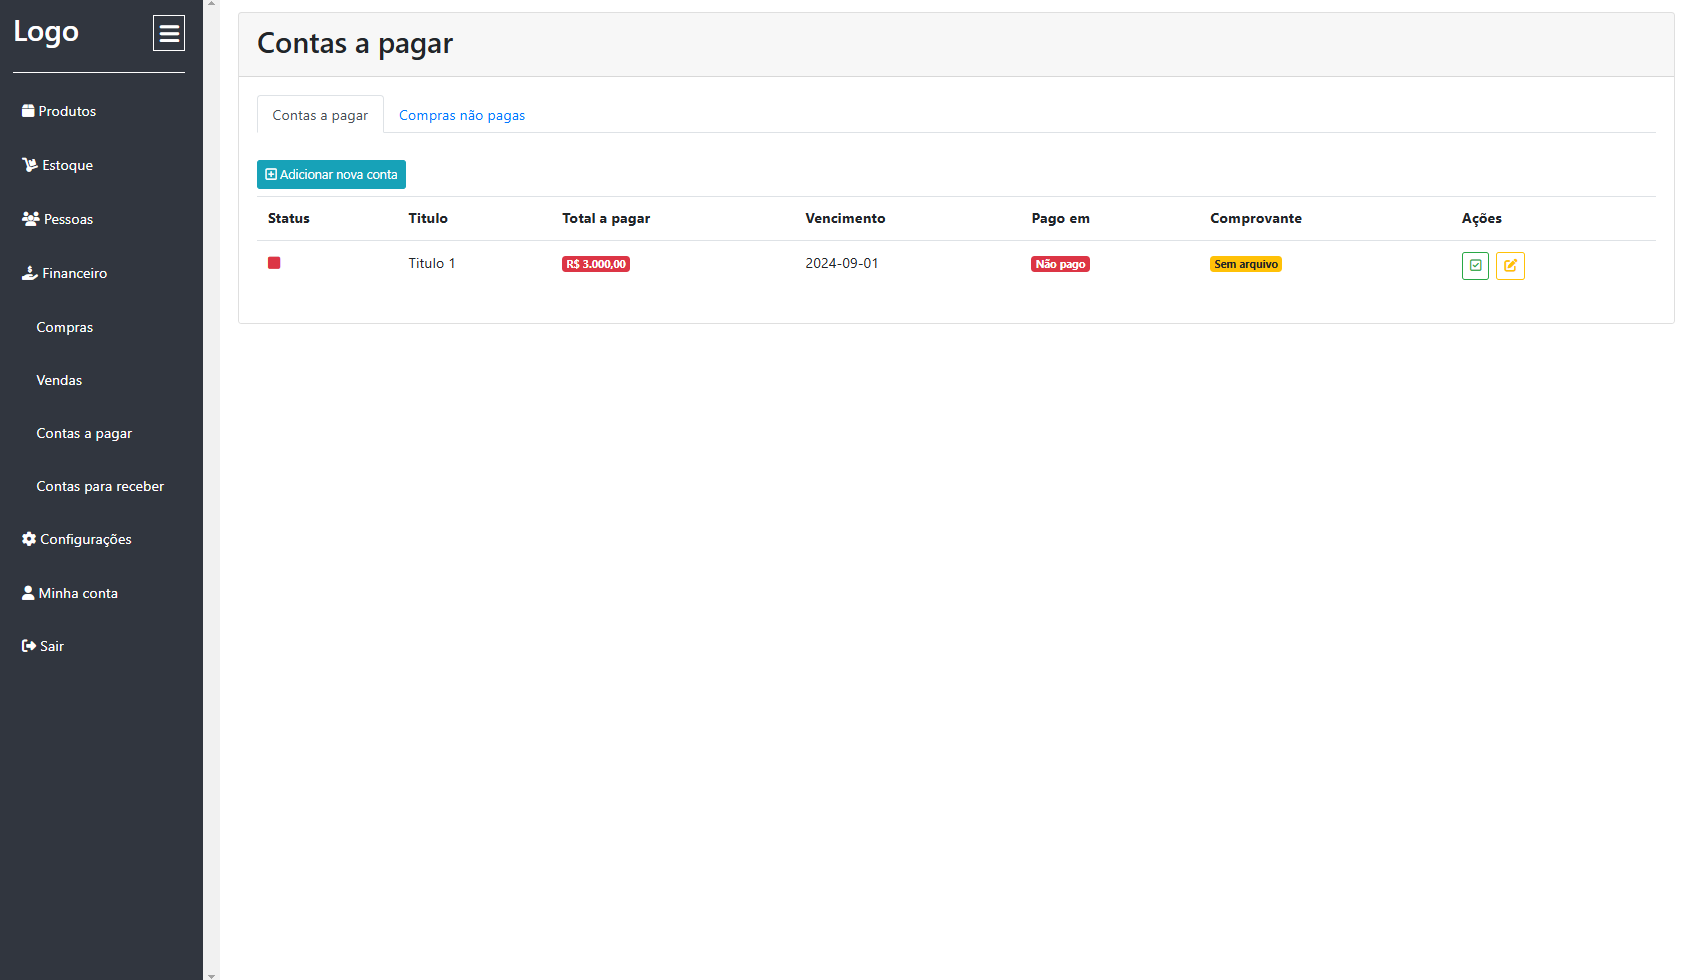 Logo
Produtos
Estoque
Pessoas
Financeiro
Compras
Vendas
Contas a pagar
Contas para receber
Configurações
Minha conta
Sair
Contas a pagar
Contas a pagar Compras não pagas
Adicionar nova conta
Status Titulo Total a pagar Vencimento Pago em Comprovante Ações
Titulo 1 R$ 3.000,00 2024-09-01 Não pago Sem arquivo